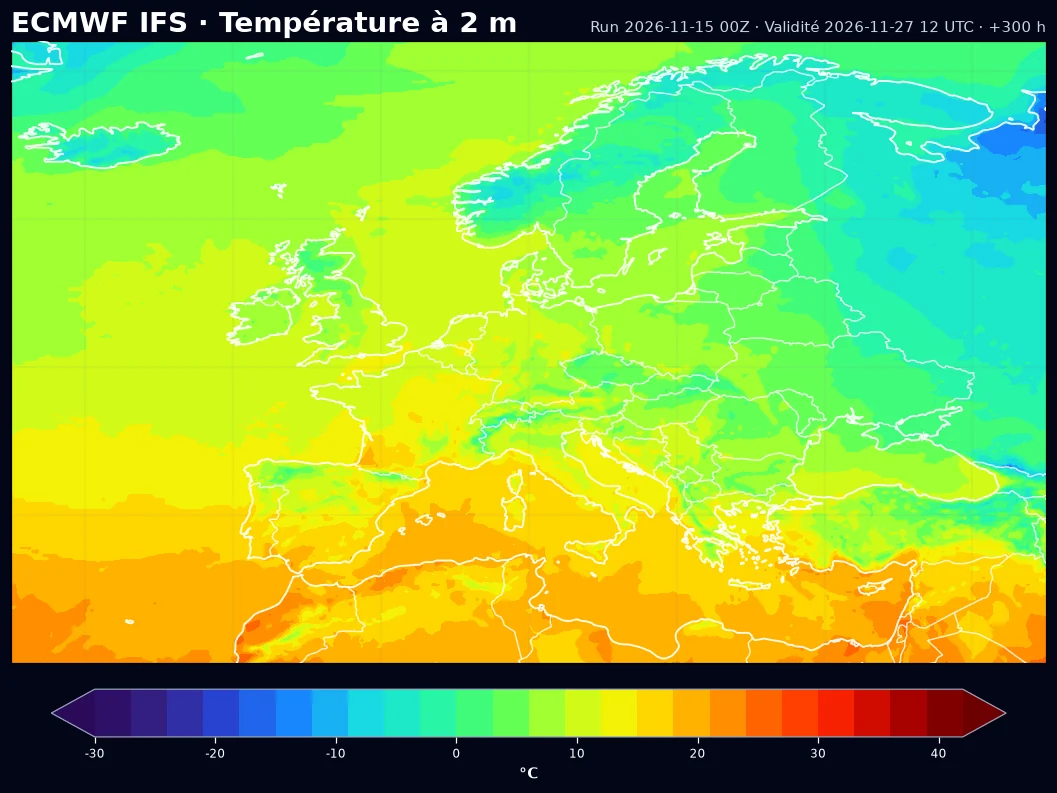 ECMWF IFS · Température à 2 m
Run 2026-11-15 00Z · Validité 2026-11-27 12 UTC · +300 h
-30 -20 -10 0 10 20 30 40
°C